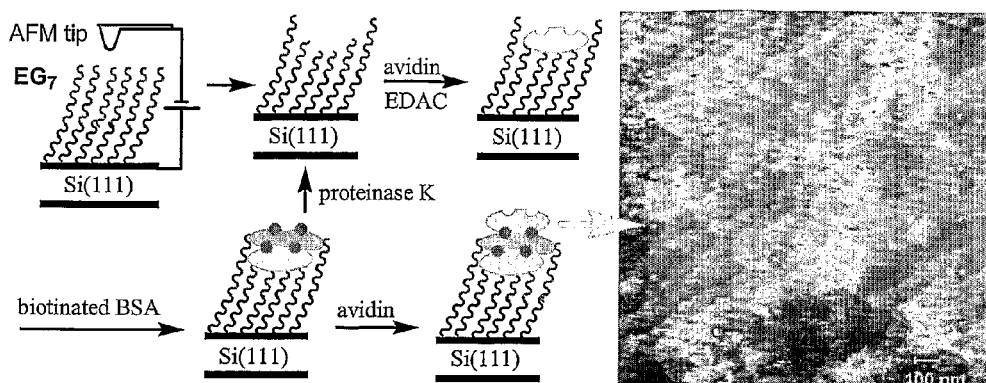 AFM tip
EG7
Si(111)
Si(111)
avidin
EDAC
Si(111)
proteinase K
biotinated BSA
Si(111)
avidin
Si(111)
100 nm